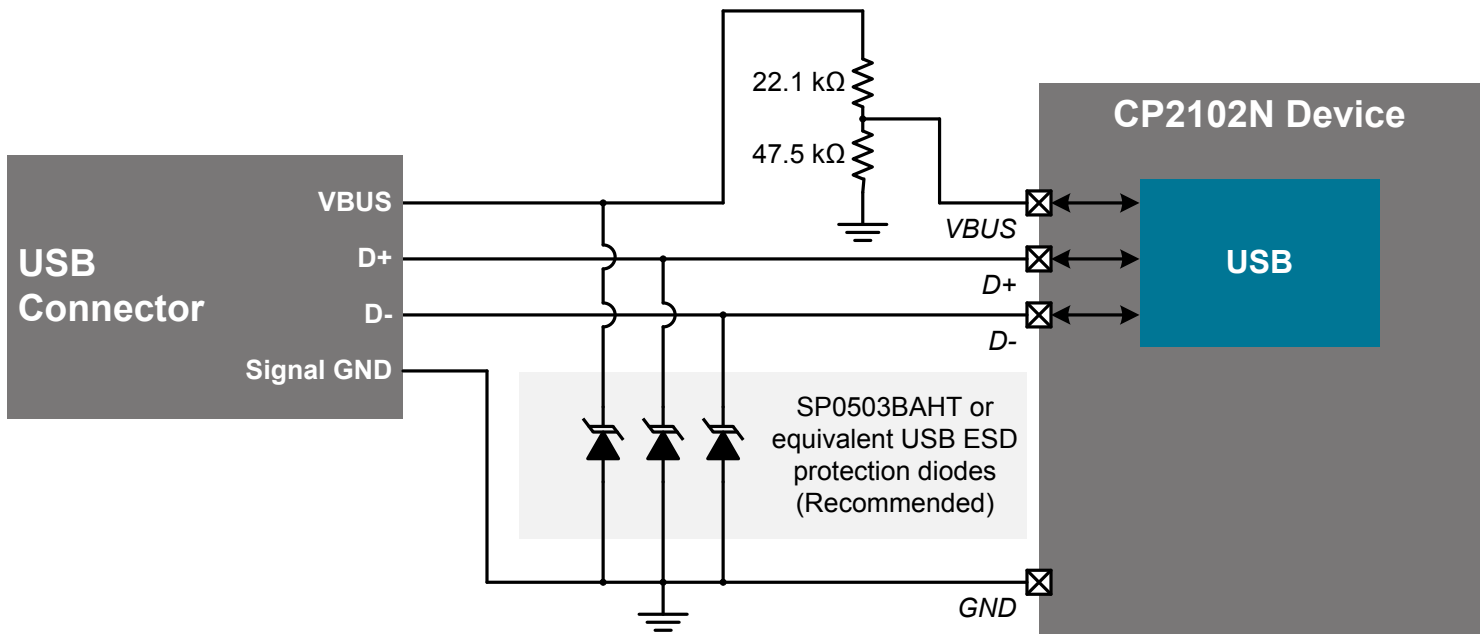 22.1 kΩ
47.5 kΩ
CP2102N Device
USB
Connector
VBUS
D+
D-
Signal GND
VBUS
D+
D-
USB
SP0503BAHT or
equivalent USB ESD
protection diodes
(Recommended)
GND